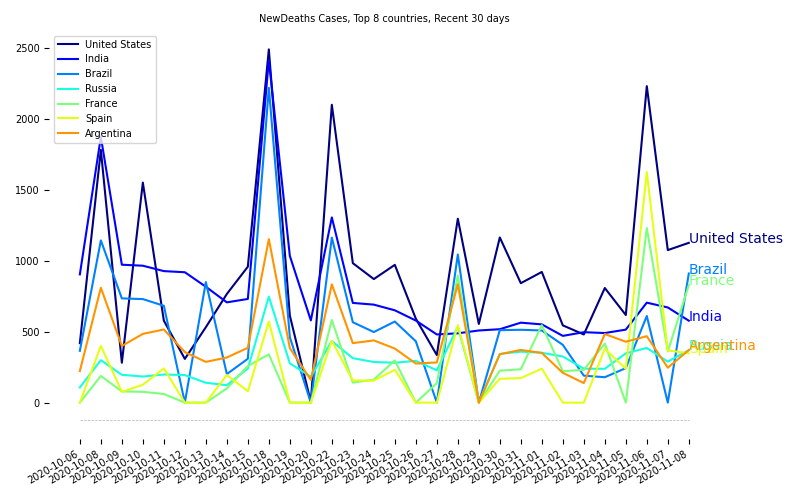 NewDeaths Cases, Top 8 countries, Recent 30 days
United States
India
Brazil
Russia
France
Spain
Argentina
2500
2000
1500
1000
500
0
United States
Brazil
France
India
Argentina
2020-10-06
2020-10-08
2020-10-09
2020-10-10
2020-10-11
2020-10-12
2020-10-13
2020-10-14
2020-10-15
2020-10-18
2020-10-19
2020-10-20
2020-10-22
2020-10-23
2020-10-24
2020-10-25
2020-10-26
2020-10-27
2020-10-28
2020-10-29
2020-10-30
2020-10-31
2020-11-01
2020-11-02
2020-11-03
2020-11-04
2020-11-05
2020-11-06
2020-11-07
2020-11-08